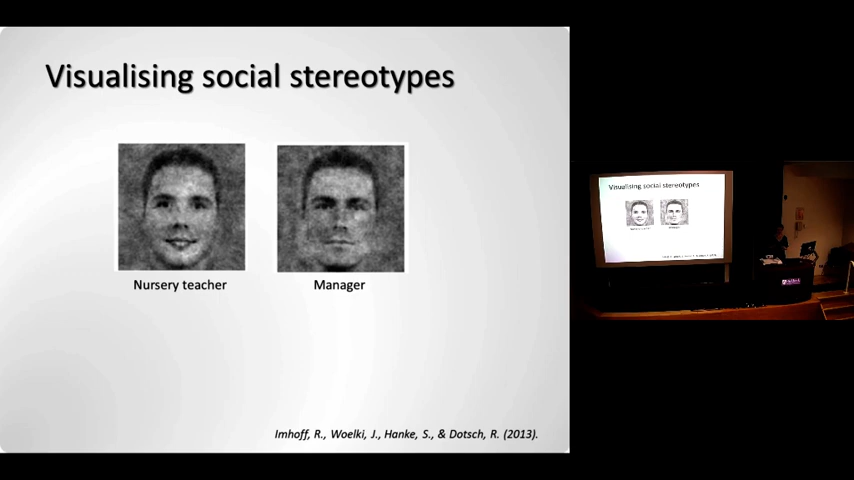 Visualising social stereotypes
Nursery teacher
Manager
Imhoff, R., Woelki, J., Hanke, S., & Dotsch, R. (2013).
Visualising social stereotypes